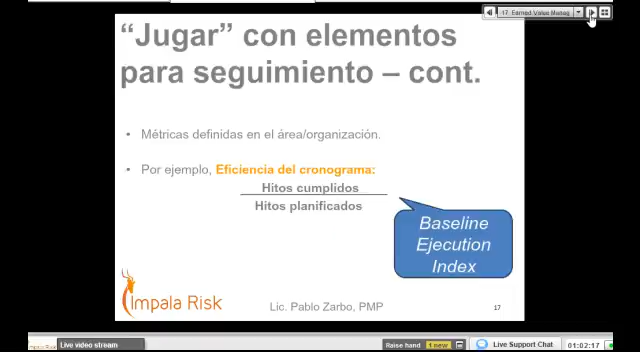 17. Earned Value Manag
“Jugar” con elementos
para seguimiento – cont.
• Métricas definidas en el área/organización.
• Por ejemplo, Eficiencia del cronograma:
Hitos cumplidos
Hitos planificados
Baseline
Ejecution
Index
Impala Risk
Lic. Pablo Zarbo, PMP
17
Impala Risk
Live video stream
Raise hand
1 new
Live Support Chat
01:02:17